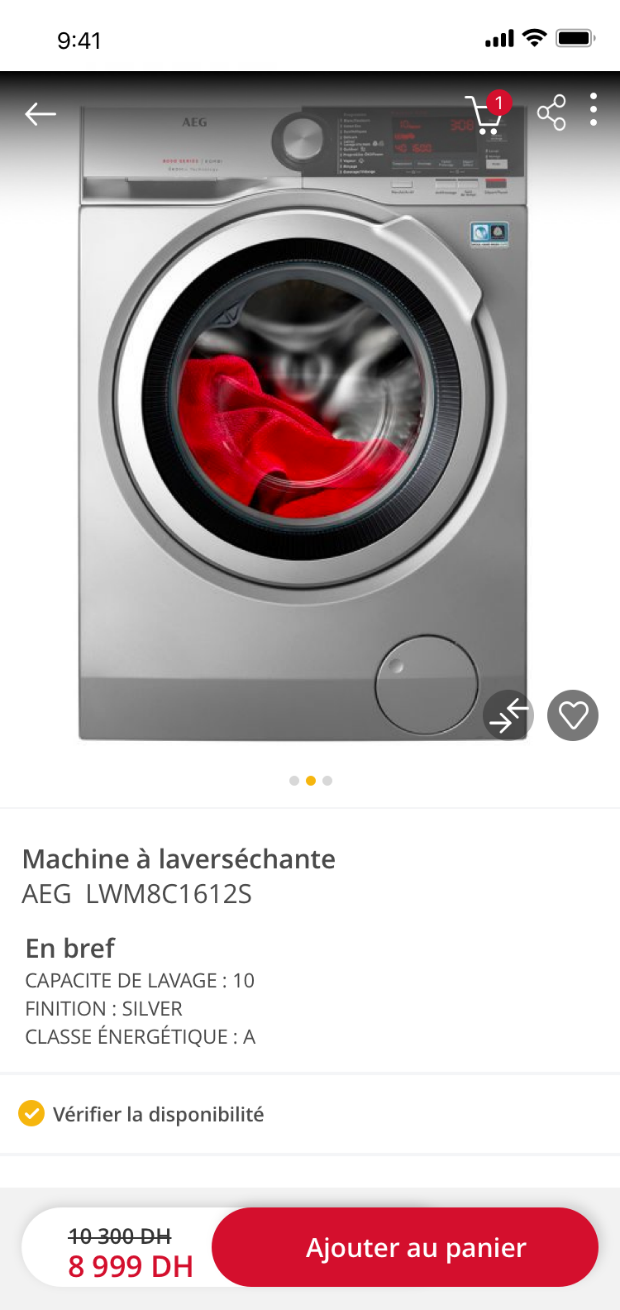 9:41
1
AEG
10 300 DH
8 999 DH
Ajouter au panier
Machine à laverséchante
AEG LWM8C1612S
En bref
CAPACITE DE LAVAGE : 10
FINITION : SILVER
CLASSE ÉNERGÉTIQUE : A
Vérifier la disponibilité